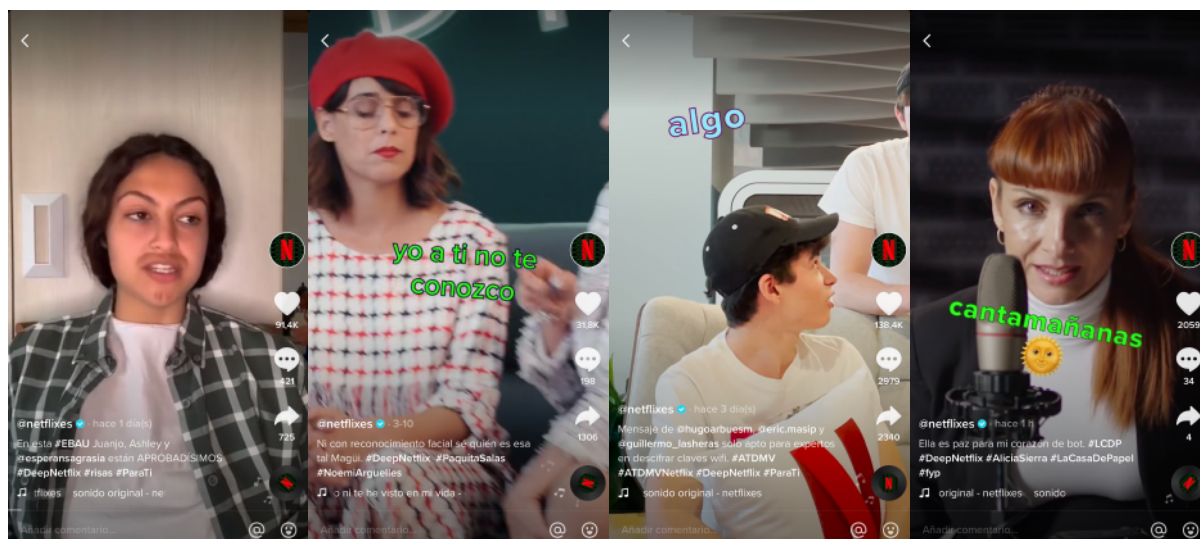 91,4K
421
725
@netflixes · hace 1 día(s)
En esta #EBAU Juanjo, Ashley y
@esperansagrasia están APROBADÍSIMOS
#DeepNetflix #risas #ParaTi
tflixes sonido original - ne
Añadir comentario...
yo a ti no te
conozco
N
31,8K
198
1306
@netflixes · 3-10
Ni con reconocimiento facial sé quién es esa
tal Magüi. #DeepNetflix #PaquitaSalas
#NoemiArguelles
o ni te he visto en mi vida -
Añadir comentario...
algo
N
138,4K
2979
2340
@netflixes · hace 3 día(s)
Mensaje de @hugoarbuesm, @eric.masip y
@guillermo_lasheras solo apto para expertos
en descifrar claves wifi. #ATDMV
#ATDMVNetflix #DeepNetflix #ParaTi
sonido original - netflixes
Añadir comentario...
cantamañanas
N
2059
34
4
@netflixes · hace 1 h
Ella es paz para mi corazón de bot. #LCDP
#DeepNetflix #AliciaSierra #LaCasaDePapel
#fyp
original - netflixes sonido
Añadir comentario...